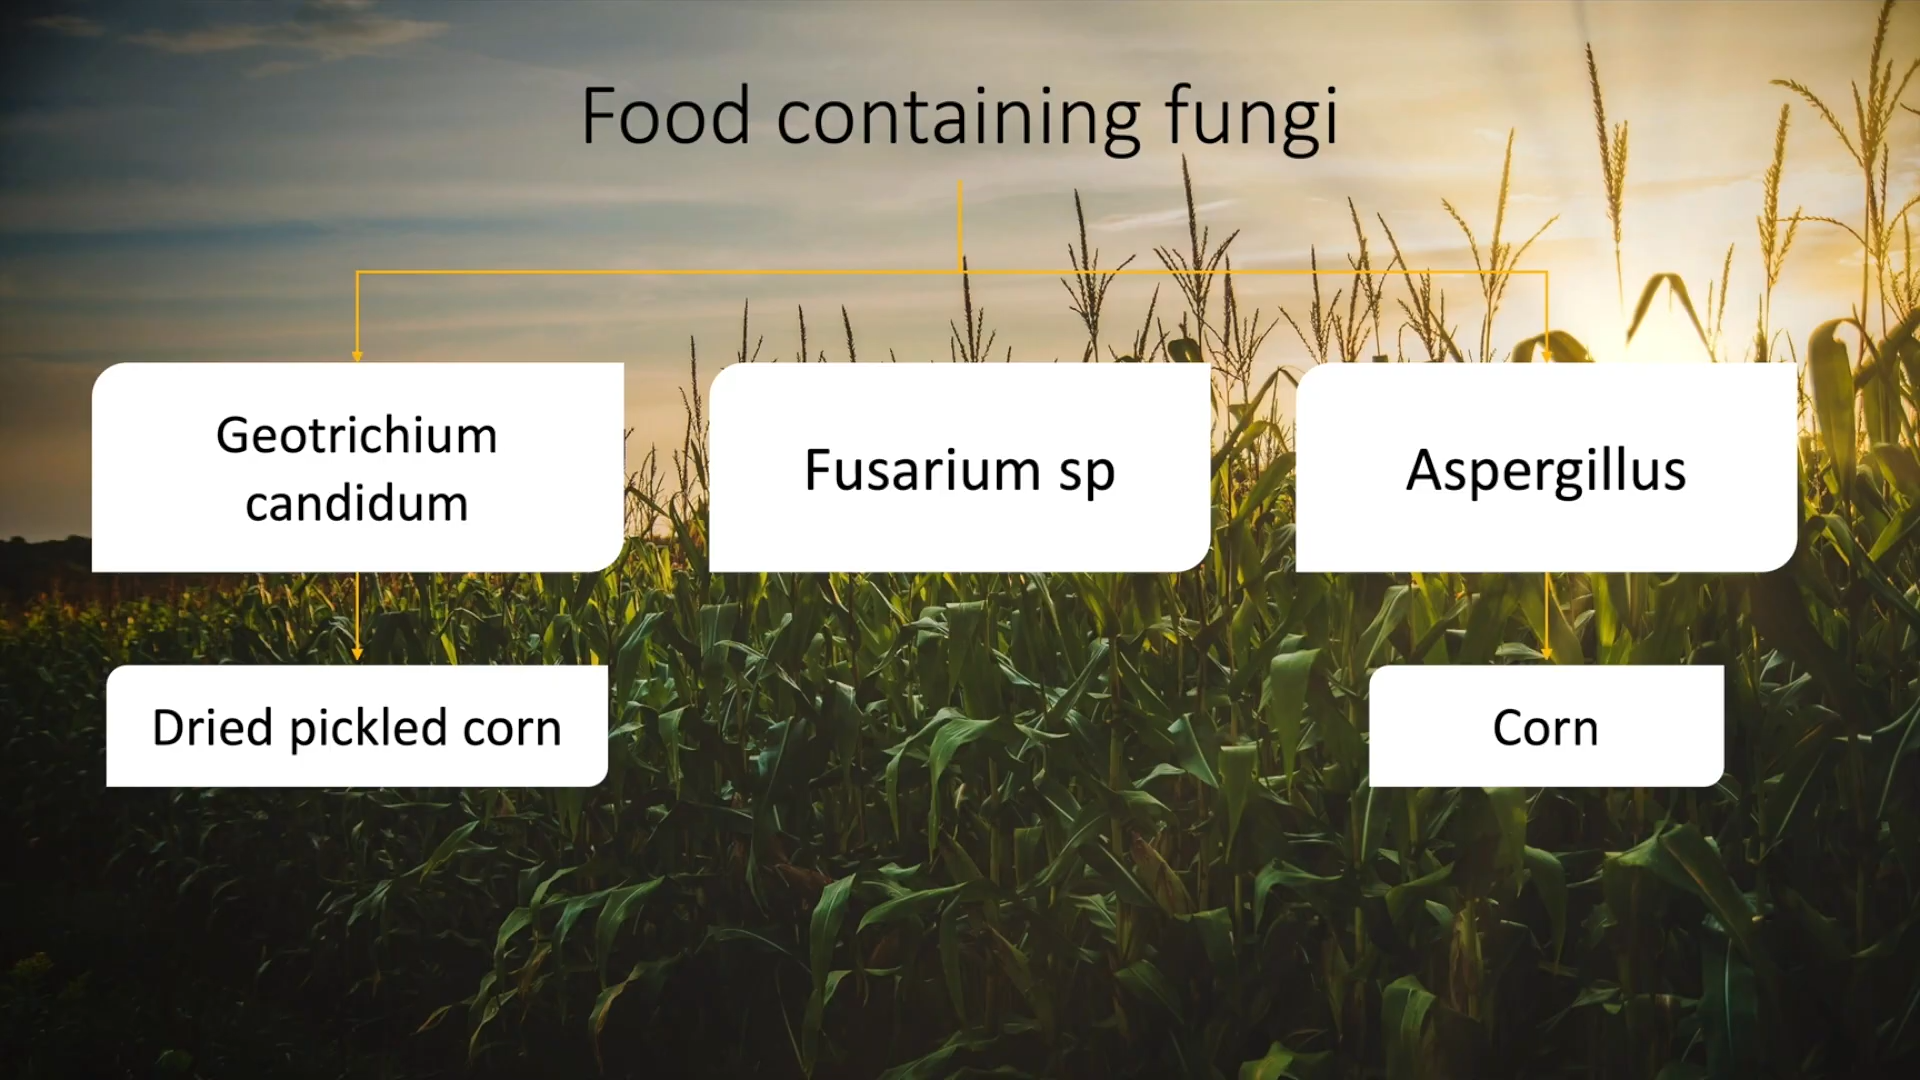 Food containing fungi
Geotrichium
candidum
Fusarium sp
Aspergillus
Dried pickled corn
Corn